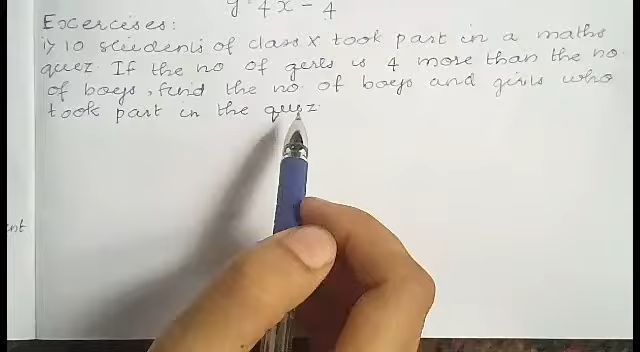 y = 4x - 4
Exercises:
1) 10 students of class X took part in a maths
quiz. If the no of girls is 4 more than the no.
of boys, find the no. of boys and girls who
took part in the quiz.